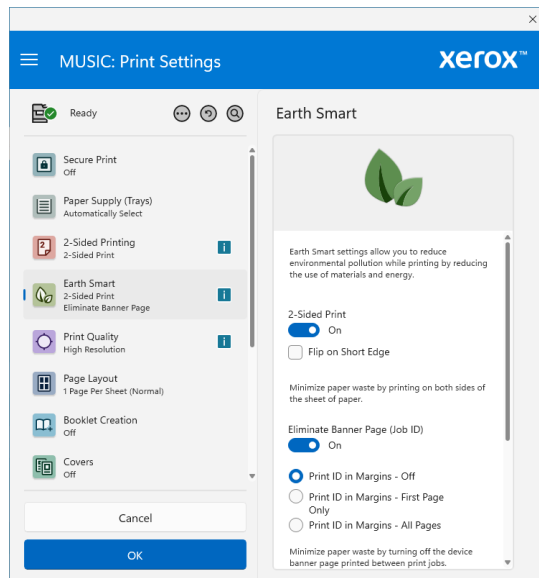 MUSIC: Print Settings
xerox™
Ready
Secure Print
Off
Paper Supply (Trays)
Automatically Select
2
2-Sided Printing
2-Sided Print
i
Earth Smart
2-Sided Print
Eliminate Banner Page
i
Print Quality
High Resolution
i
Page Layout
1 Page Per Sheet (Normal)
Booklet Creation
Off
Covers
Off
Cancel
OK
Earth Smart
Earth Smart settings allow you to reduce
environmental pollution while printing by reducing
the use of materials and energy.
2-Sided Print
On
Flip on Short Edge
Minimize paper waste by printing on both sides of
the sheet of paper.
Eliminate Banner Page (Job ID)
On
Print ID in Margins - Off
Print ID in Margins - First Page
Only
Print ID in Margins - All Pages
Minimize paper waste by turning off the device
banner page printed between print jobs.